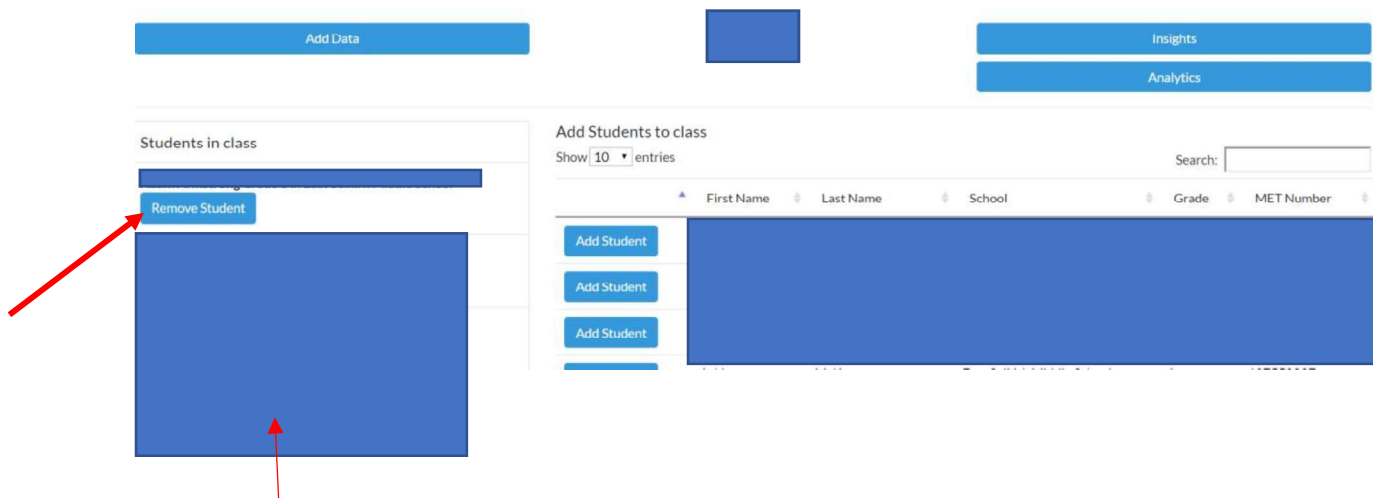 Add Data
Insights
Analytics
Students in class
Remove Student
Add Students to class
Show 10 entries
Search:
First Name Last Name School Grade MET Number
Add Student
Add Student
Add Student